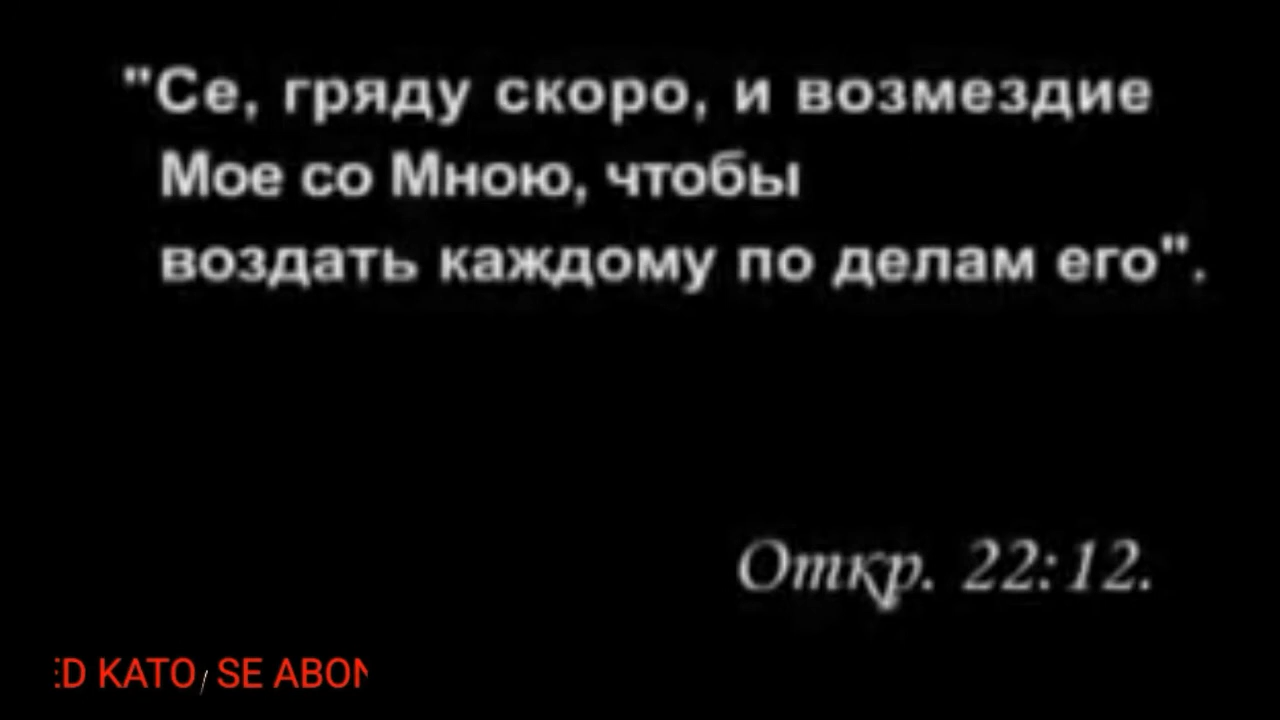 "Се, гряду скоро, и возмездие
Мое со Мною, чтобы
воздать каждому по делам его".
Откр. 22:12.
KATO / SE